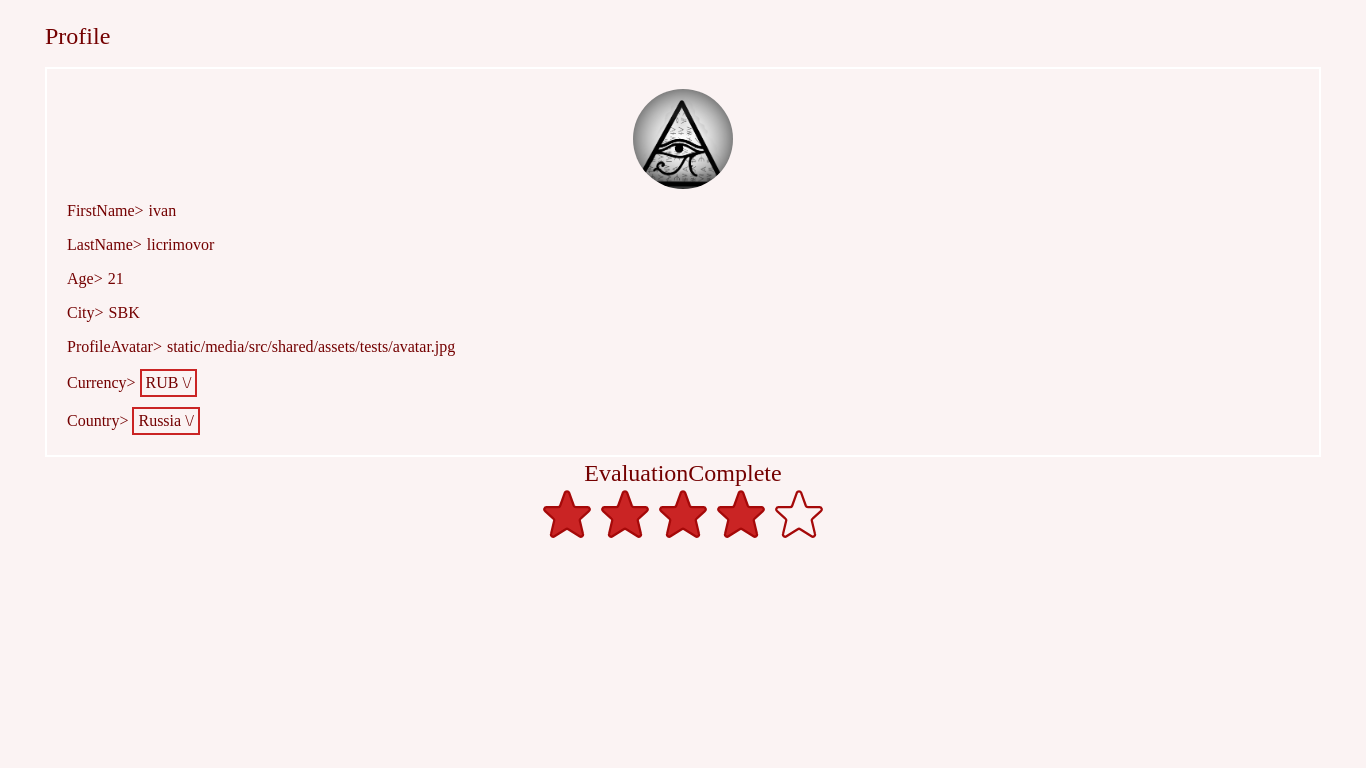 Profile
FirstName> ivan
LastName> licrimovor
Age> 21
City> SBK
ProfileAvatar> static/media/src/shared/assets/tests/avatar.jpg
Currency> RUB \/
Country> Russia \/
EvaluationComplete